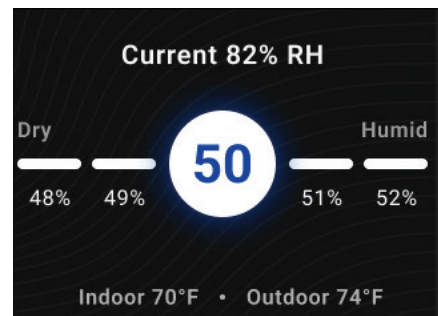 Current 82% RH
Dry Humid
50
48% 49% 51% 52%
Indoor 70°F • Outdoor 74°F